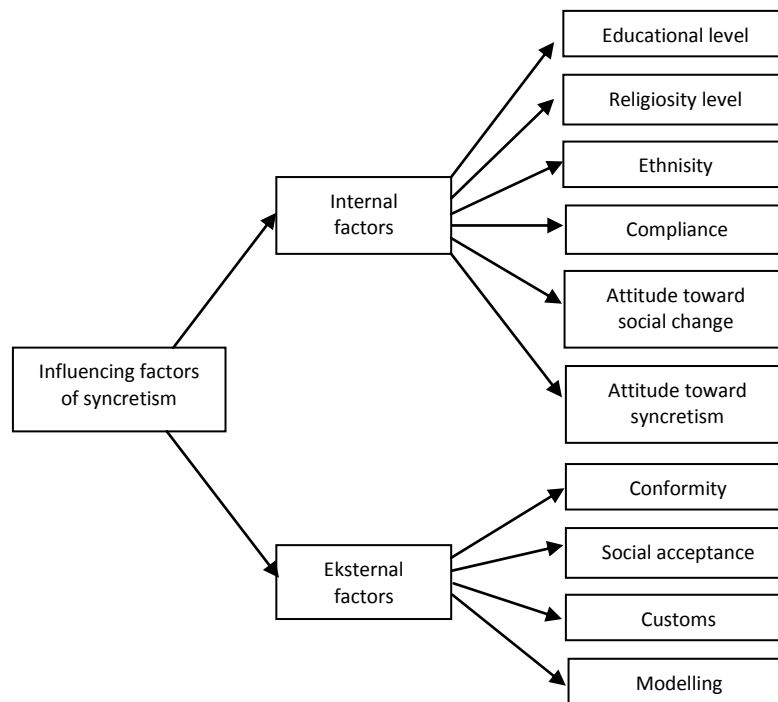 Influencing factors
of syncretism
Internal
factors
Educational level
Religiosity level
Ethnisity
Compliance
Attitude toward
social change
Attitude toward
syncretism
Eksternal
factors
Conformity
Social acceptance
Customs
Modelling